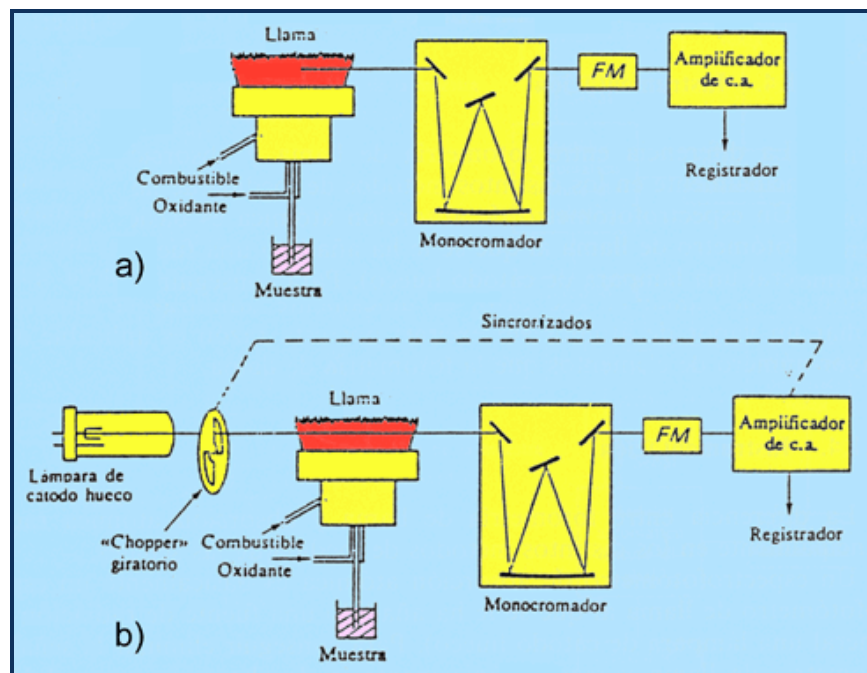 Llama
FM
Amplificador
de c.a.
Registrador
Combustible
Oxidante
Monocromador
a)
Muestra
Sincronizados
Llama
FM
Amplificador
de c.a.
Lámpara de
catodo hueco
«Chopper»
giratorio
Combustible
Oxidante
Registrador
Monocromador
b)
Muestra